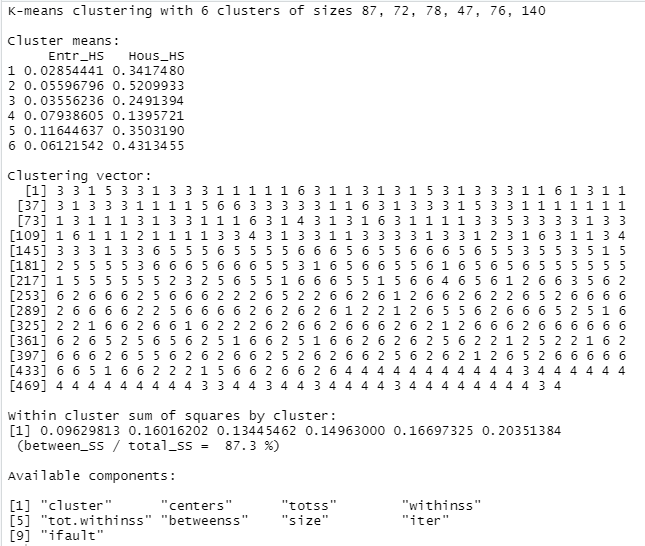 K-means clustering with 6 clusters of sizes 87, 72, 78, 47, 76, 140
Cluster means:
Entr_HS Hous_HS
1 0.02854441 0.3417480
2 0.05596796 0.5209933
3 0.03556236 0.2491394
4 0.07938605 0.1395721
5 0.11644637 0.3503190
6 0.06121542 0.4313455
Clustering vector:
[1] 3 3 1 5 3 3 1 3 3 3 1 1 1 1 1 6 3 1 1 3 1 3 1 5 3 1 3 3 3 1 1 6 1 3 1 1
[37] 3 1 3 3 3 1 1 1 1 5 6 6 3 3 3 3 3 1 1 6 3 1 3 3 3 1 5 3 3 1 1 1 1 1 1 1
[73] 1 3 1 1 1 3 1 3 3 1 1 1 6 3 1 4 3 1 3 1 6 3 1 1 1 1 3 3 5 3 3 3 3 1 3 3
[109] 1 6 1 1 1 2 1 1 1 1 3 3 4 3 1 3 3 1 1 3 3 3 3 1 3 3 1 2 3 1 6 3 1 1 3 4
[145] 3 3 3 1 3 3 6 5 5 5 6 5 5 5 5 6 6 6 5 6 5 5 6 6 6 5 6 5 5 3 5 5 3 5 1 5
[181] 2 5 5 5 5 3 6 6 6 5 6 6 6 5 5 3 1 6 5 6 6 5 5 6 1 6 5 6 5 6 5 5 5 5 5 5
[217] 1 5 5 5 5 5 5 2 3 2 5 6 5 5 1 6 6 6 5 5 1 5 6 6 4 6 5 6 1 2 6 6 3 5 6 2
[253] 6 2 6 6 6 2 5 6 6 6 2 2 2 6 5 2 2 6 6 2 6 1 2 6 6 2 6 2 2 6 5 2 6 6 6 6
[289] 2 6 6 6 6 2 2 5 6 6 6 6 2 6 2 6 2 6 1 2 2 1 2 6 5 5 6 2 6 6 6 5 2 5 1 6
[325] 2 2 1 6 6 2 6 6 1 6 2 2 2 6 2 6 6 2 6 6 6 2 6 2 1 2 6 6 6 2 6 6 6 6 6 6
[361] 6 2 6 5 2 5 6 5 6 2 5 1 6 6 2 5 1 6 6 2 6 2 6 2 5 6 2 2 1 2 5 2 2 1 6 2
[397] 6 6 6 2 6 5 5 6 2 6 2 6 6 2 5 2 6 2 6 6 2 5 6 2 6 2 1 2 6 5 2 6 6 6 6 6
[433] 6 6 5 1 6 6 2 2 2 1 5 6 6 2 6 6 2 6 4 4 4 4 4 4 4 4 4 4 4 3 4 4 4 4 4 4
[469] 4 4 4 4 4 4 4 4 4 3 3 4 4 3 4 4 3 4 4 4 4 3 4 4 4 4 4 4 4 4 3 4
Within cluster sum of squares by cluster:
[1] 0.09629813 0.16016202 0.13445462 0.14963000 0.16697325 0.20351384
(between_SS / total_SS = 87.3 %)
Available components:
[1] "cluster" "centers" "totss" "withinss"
[5] "tot.withinss" "betweenss" "size" "iter"
[9] "ifault"